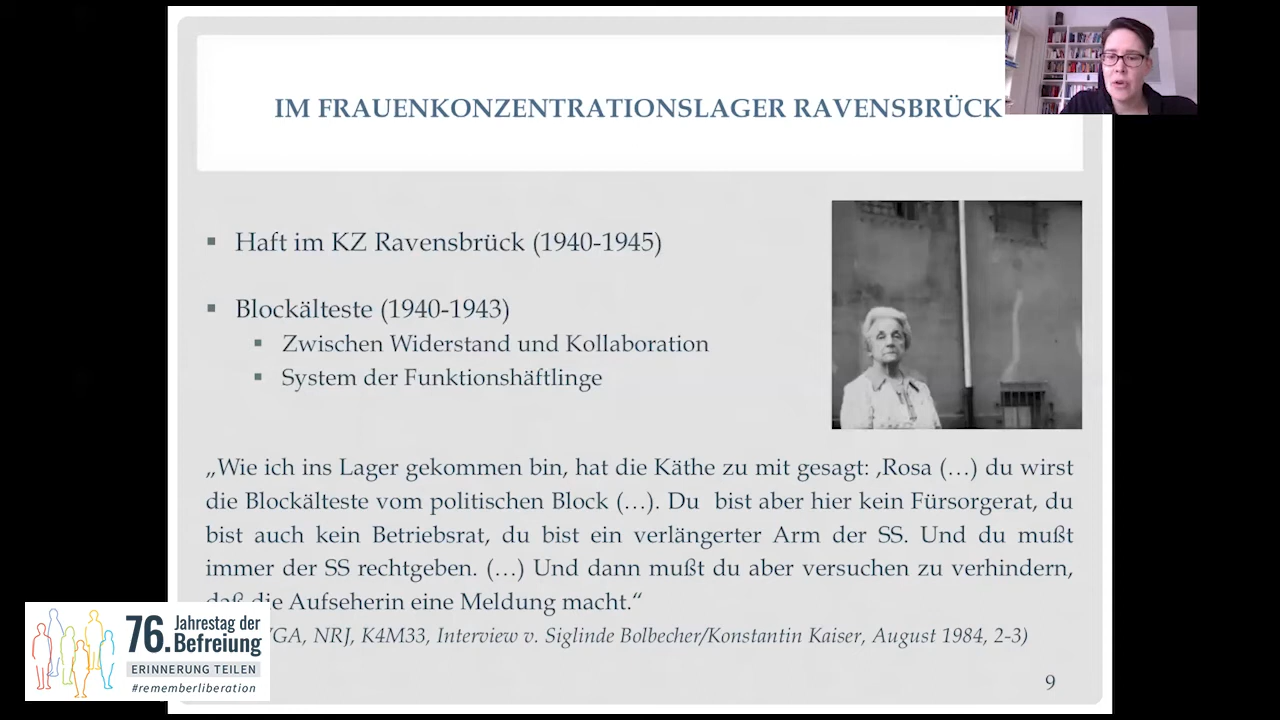 IM FRAUENKONZENTRATIONSLAGER RAVENSBRÜCK
▪ Haft im KZ Ravensbrück (1940-1945)
▪ Blockälteste (1940-1943)
▪ Zwischen Widerstand und Kollaboration
▪ System der Funktionshäftlinge
„Wie ich ins Lager gekommen bin, hat die Käthe zu mit gesagt: ‚Rosa (…) du wirst
die Blockälteste vom politischen Block (…). Du bist aber hier kein Fürsorgerat, du
bist auch kein Betriebsrat, du bist ein verlängerter Arm der SS. Und du mußt
immer der SS rechtgeben. (…) Und dann mußt du aber versuchen zu verhindern,
daß die Aufseherin eine Meldung macht.“
NRJ, K4M33, Interview v. Siglinde Bolbecher/Konstantin Kaiser, August 1984, 2-3)
9
76. Jahrestag der
Befreiung
ERINNERUNG TEILEN
#rememberliberation